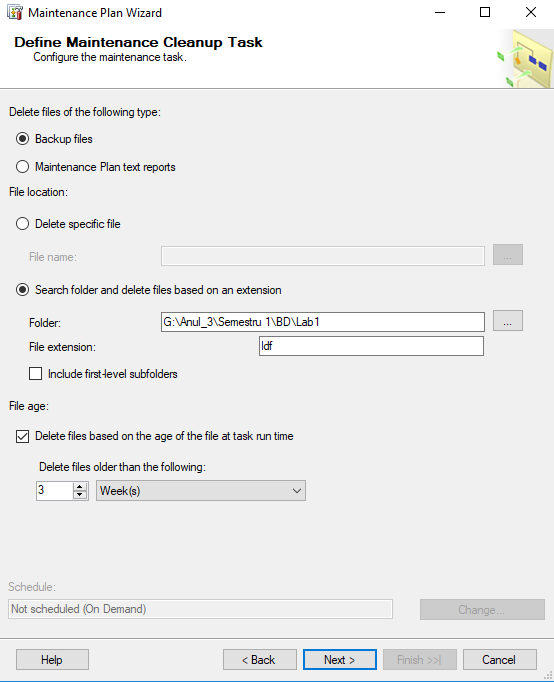 Maintenance Plan Wizard
Define Maintenance Cleanup Task
Configure the maintenance task.
Delete files of the following type:
Backup files
Maintenance Plan text reports
File location:
Delete specific file
File name:
...
Search folder and delete files based on an extension
Folder: G:\Anul_3\Semestru 1\BD\Lab1 ...
File extension: ldf
Include first-level subfolders
File age:
Delete files based on the age of the file at task run time
Delete files older than the following:
3 Week(s)
Schedule:
Not scheduled (On Demand) Change...
Help < Back Next > Finish >>| Cancel